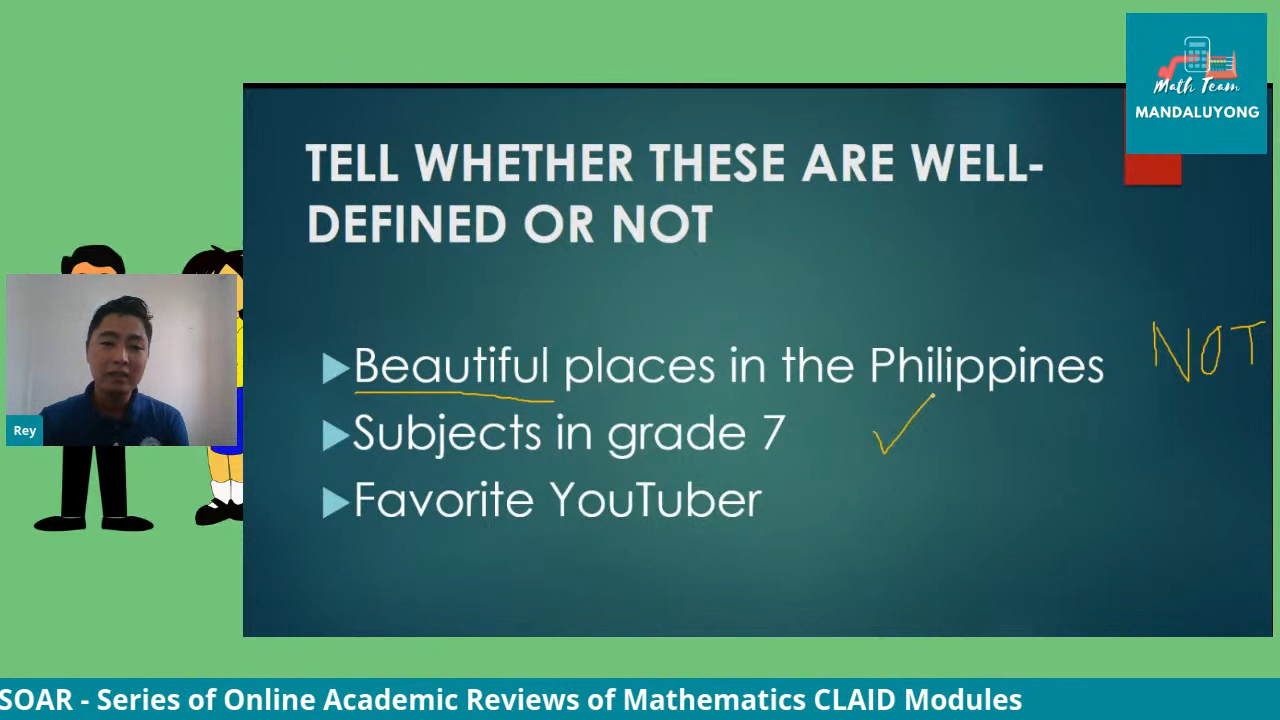 Math Team
MANDALUYONG
TELL WHETHER THESE ARE WELL-
DEFINED OR NOT
Beautiful places in the Philippines
NOT
Subjects in grade 7
Favorite YouTuber
Rey
SOAR - Series of Online Academic Reviews of Mathematics CLAID Modules